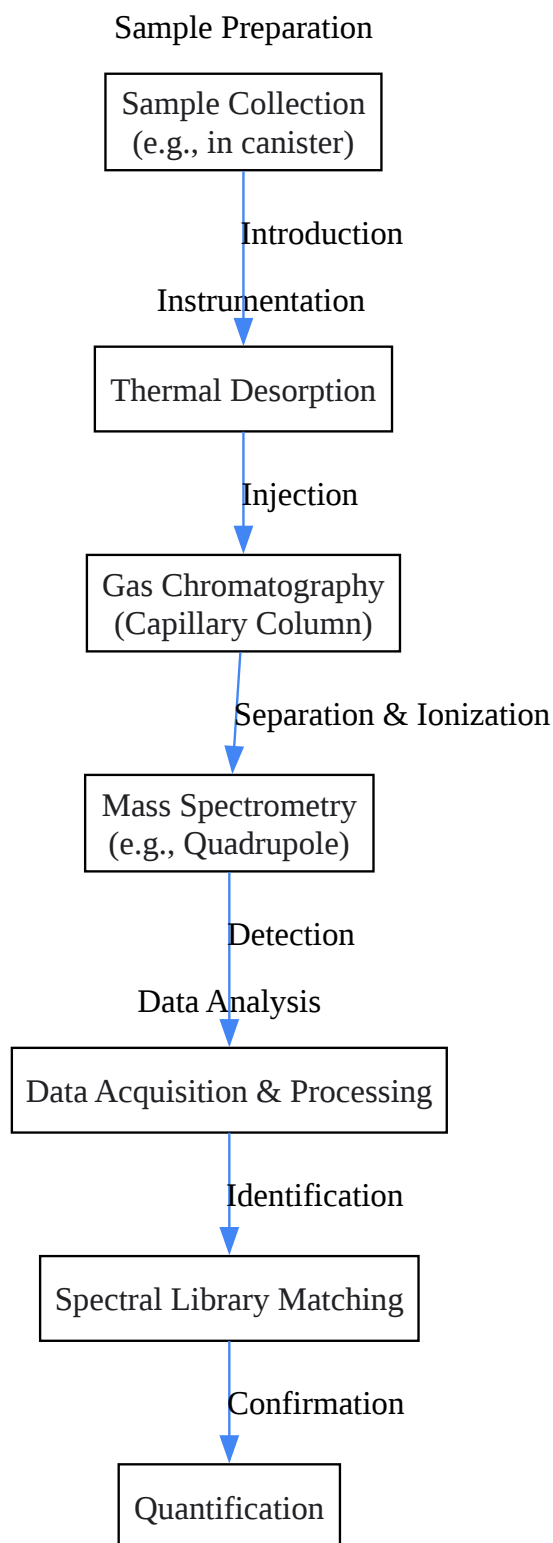 Sample Preparation
Sample Collection
(e.g., in canister)
Introduction
Instrumentation
Thermal Desorption
Injection
Gas Chromatography
(Capillary Column)
Separation & Ionization
Mass Spectrometry
(e.g., Quadrupole)
Detection
Data Analysis
Data Acquisition & Processing
Identification
Spectral Library Matching
Confirmation
Quantification